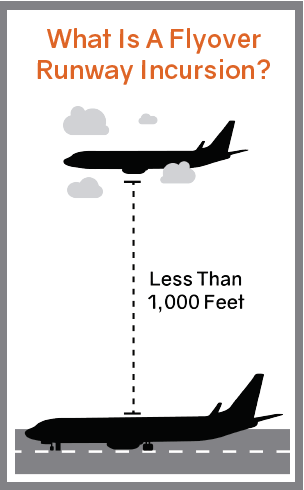 What Is A Flyover
Runway Incursion?
Less Than
1,000 Feet